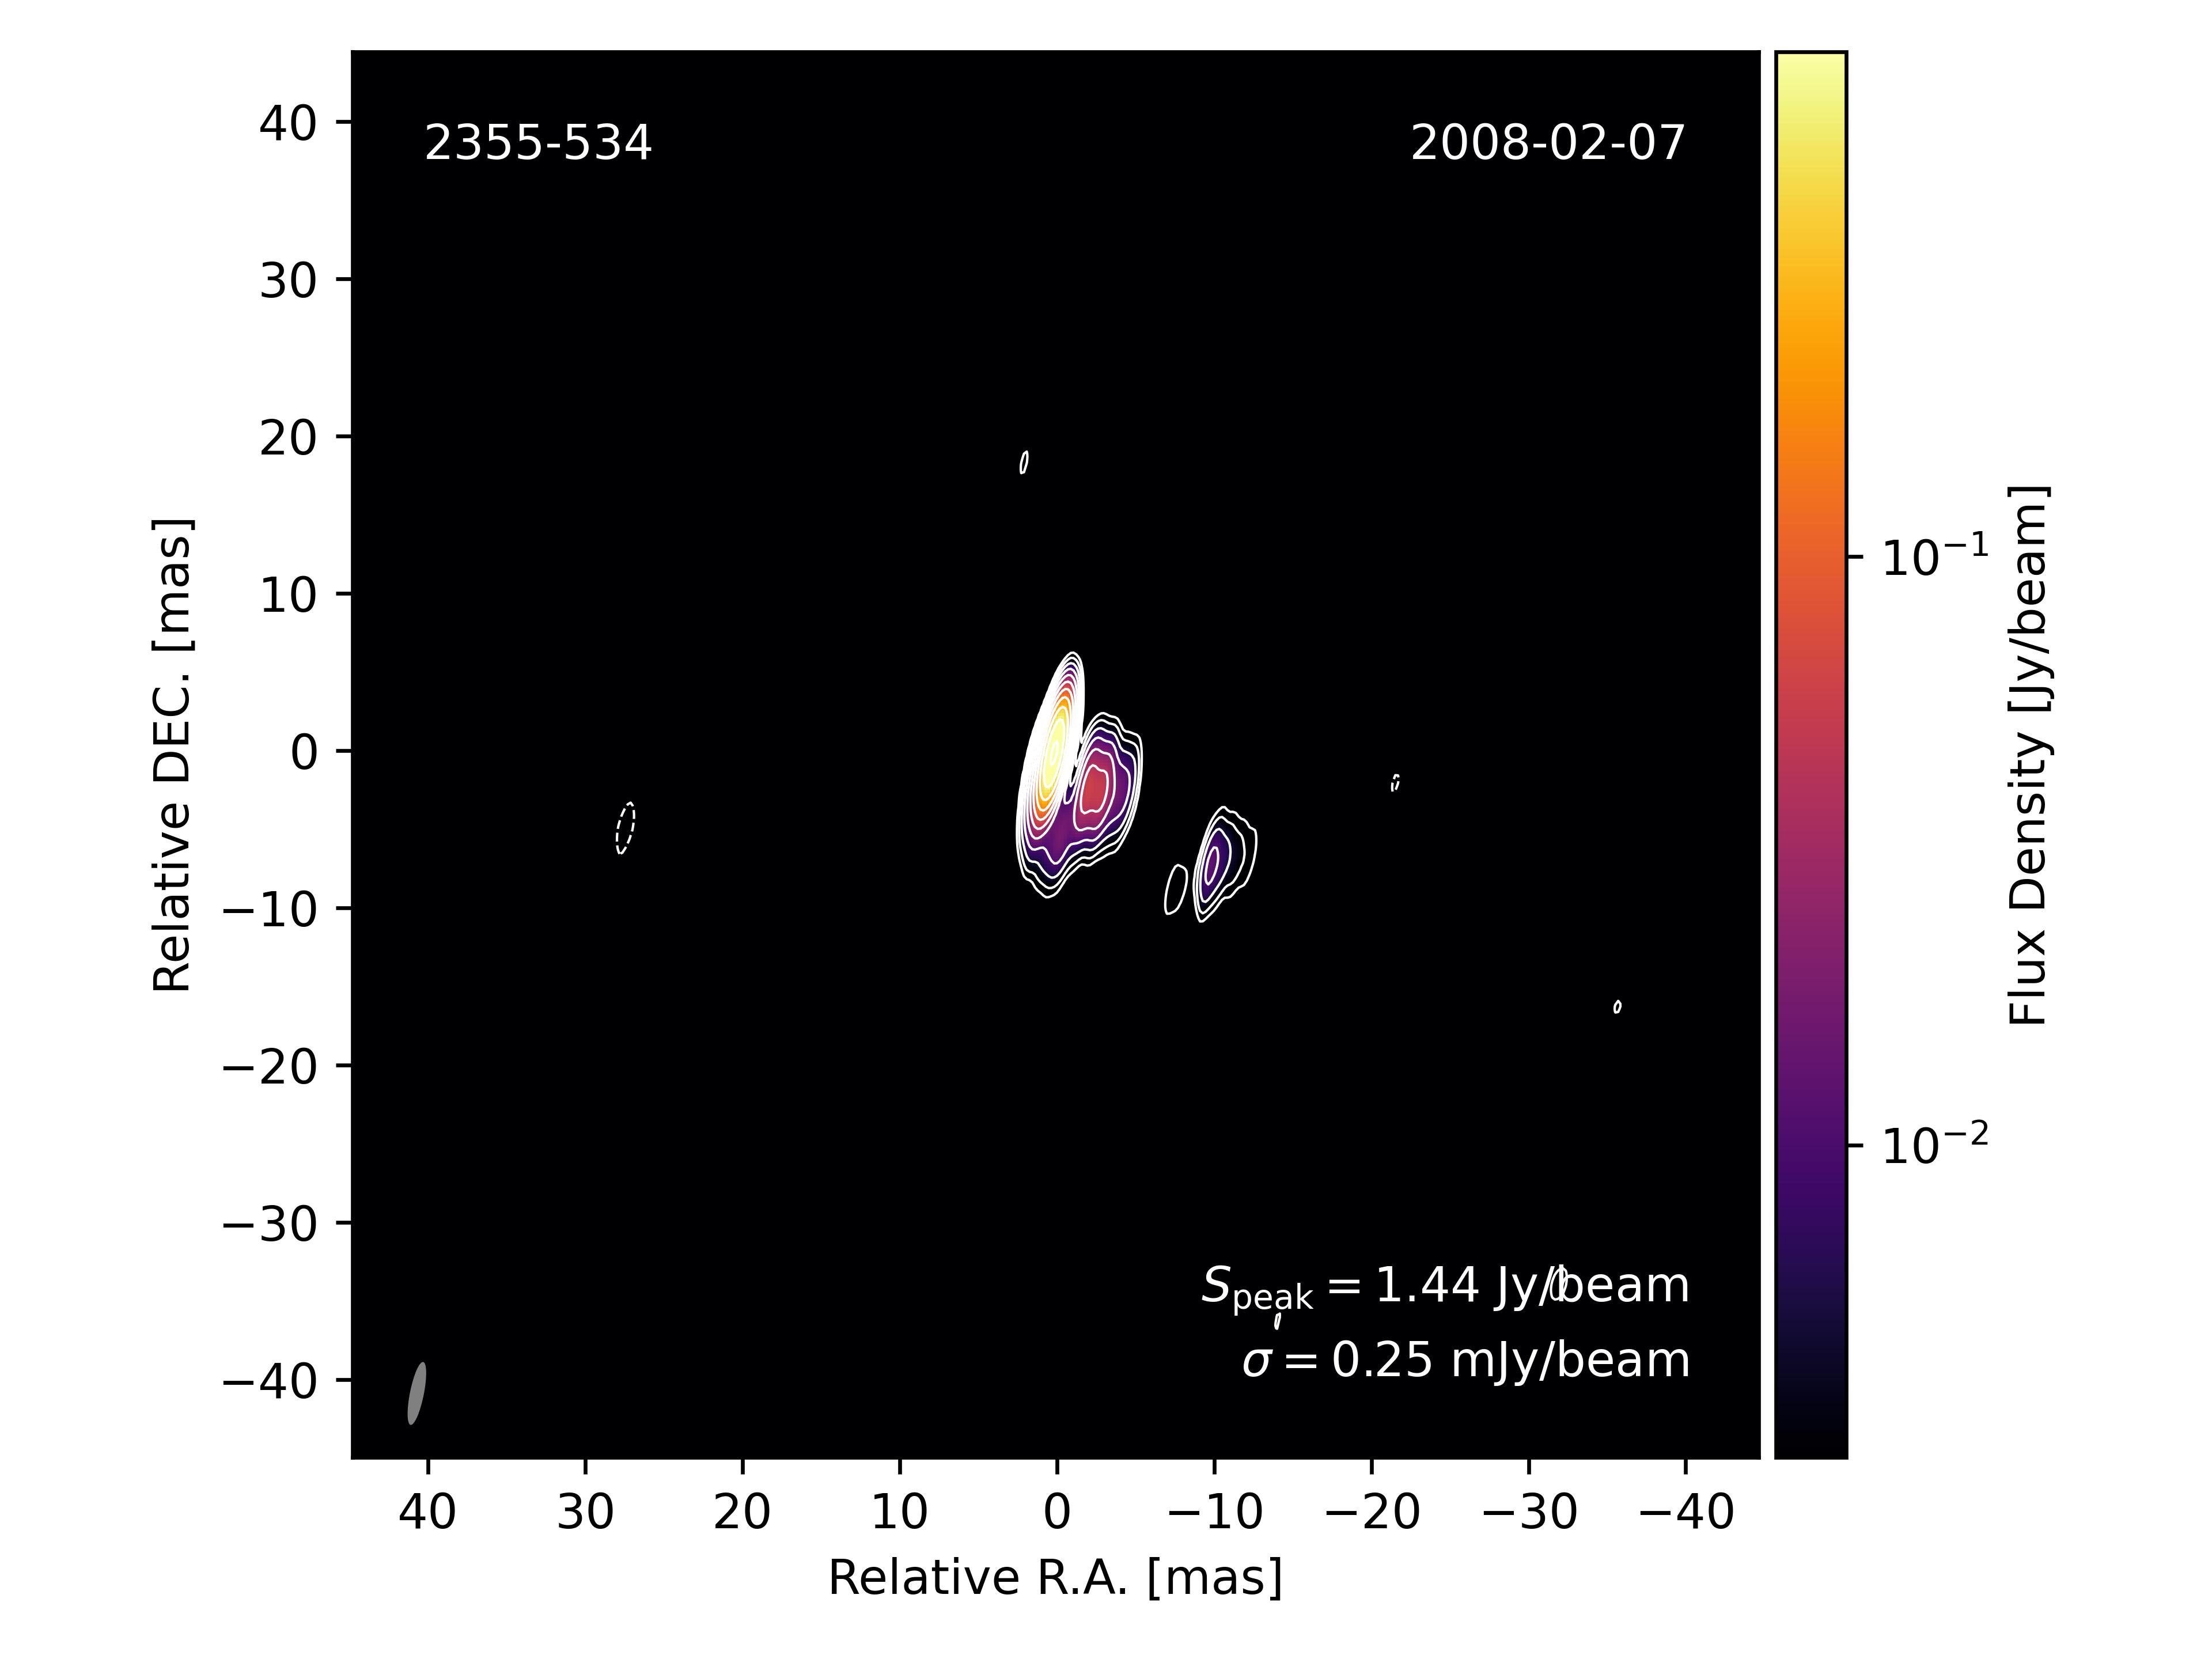 2355-534
2008-02-07
40
30
20
10
0
−10
−20
−30
−40
Relative DEC. [mas]
S_peak = 1.44 Jy/beam
σ = 0.25 mJy/beam
40 30 20 10 0 −10 −20 −30 −40
Relative R.A. [mas]
10⁻¹
10⁻²
Flux Density [Jy/beam]